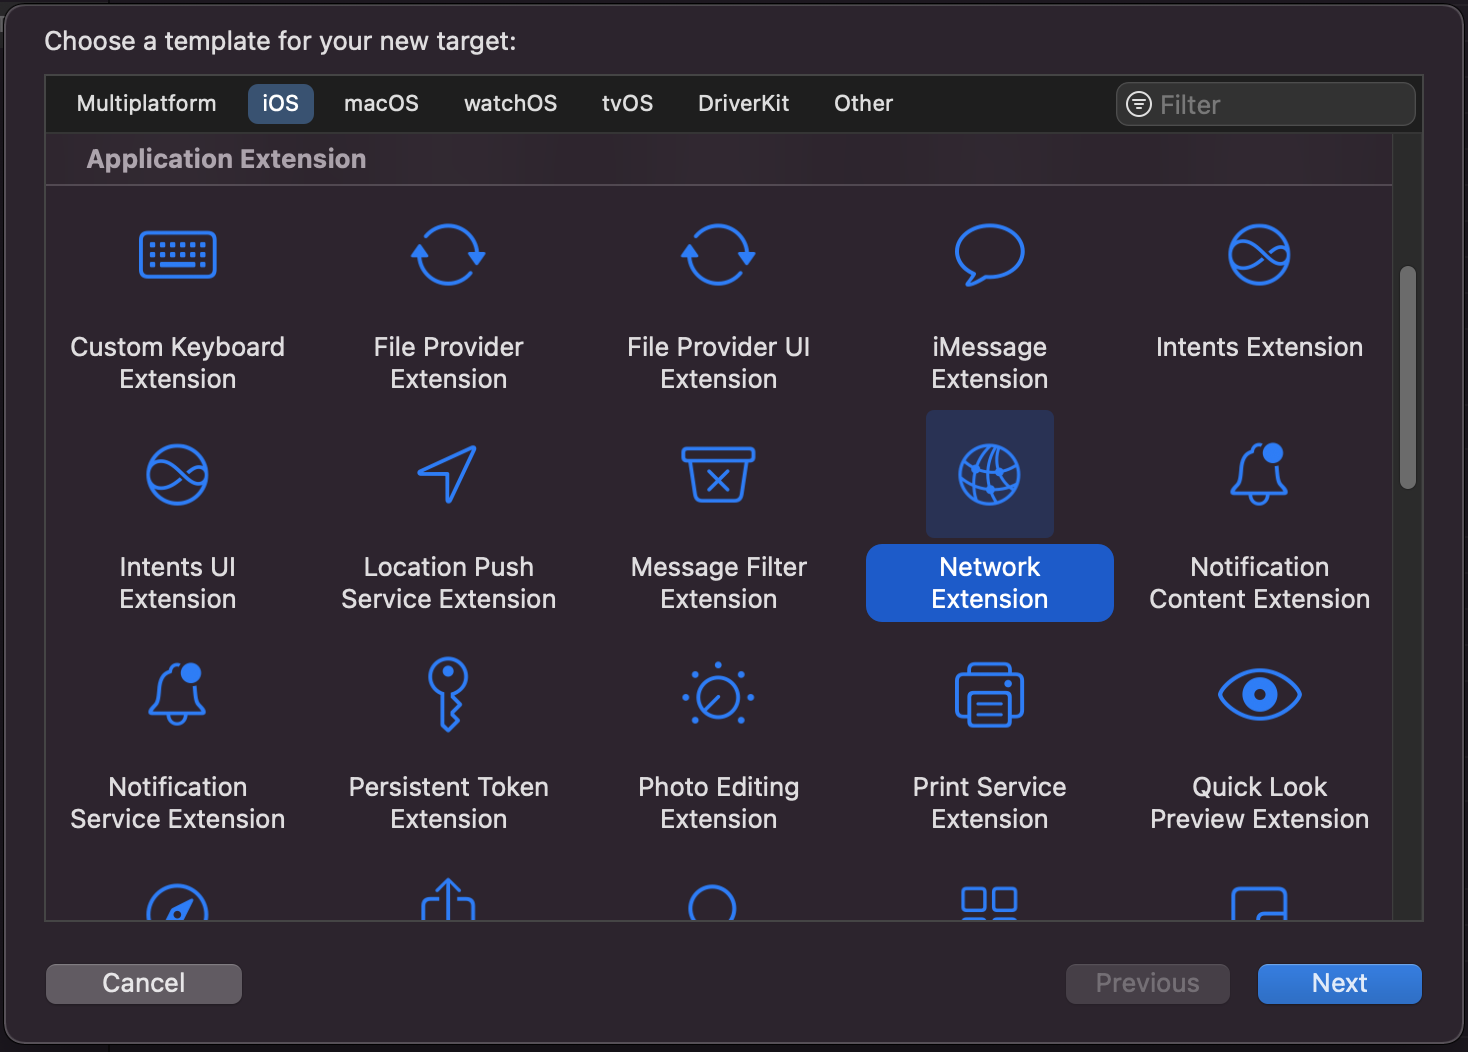 Choose a template for your new target:
Multiplatform iOS macOS watchOS tvOS DriverKit Other Filter
Application Extension
Custom Keyboard
Extension
File Provider
Extension
File Provider UI
Extension
iMessage
Extension
Intents Extension
Intents UI
Extension
Location Push
Service Extension
Message Filter
Extension
Network
Extension
Notification
Content Extension
Notification
Service Extension
Persistent Token
Extension
Photo Editing
Extension
Print Service
Extension
Quick Look
Preview Extension
Cancel
Previous
Next